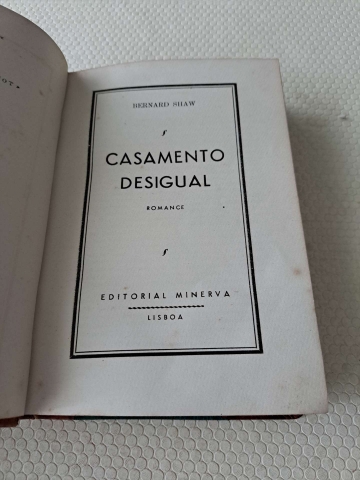 BERNARD SHAW
CASAMENTO
DESIGUAL
ROMANCE
EDITORIAL MINERVA
LISBOA